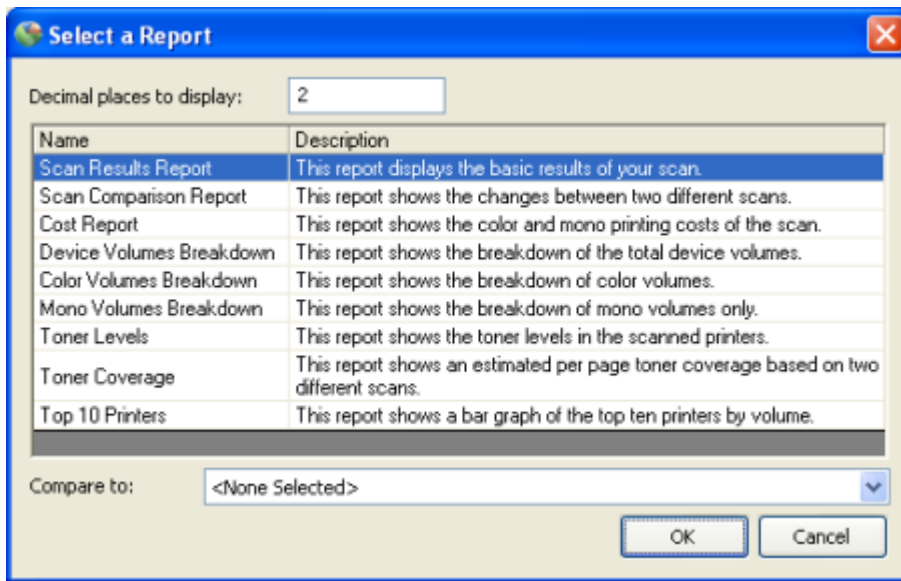 Select a Report
Decimal places to display: 2
Name Description
Scan Results Report This report displays the basic results of your scan.
Scan Comparison Report This report shows the changes between two different scans.
Cost Report This report shows the color and mono printing costs of the scan.
Device Volumes Breakdown This report shows the breakdown of the total device volumes.
Color Volumes Breakdown This report shows the breakdown of color volumes.
Mono Volumes Breakdown This report shows the breakdown of mono volumes only.
Toner Levels This report shows the toner levels in the scanned printers.
Toner Coverage This report shows an estimated per page toner coverage based on two
different scans.
Top 10 Printers This report shows a bar graph of the top ten printers by volume.
Compare to: <None Selected>
OK Cancel